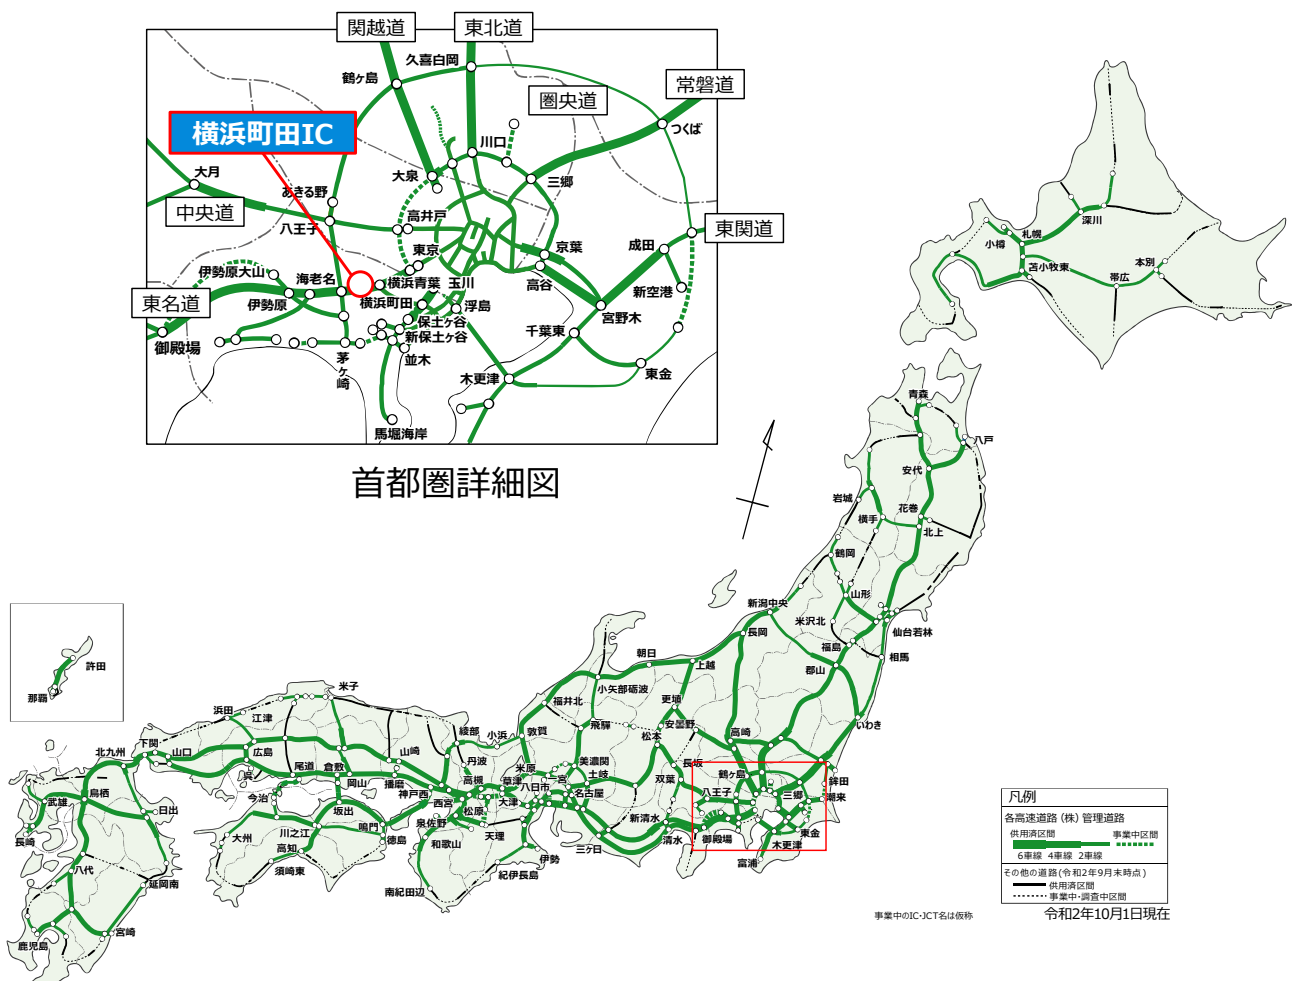 関越道
東北道
久喜白岡
鶴ヶ島
常磐道
圏央道
つくば
横浜町田IC
川口
大月
大泉
三郷
あきる野
中央道
高井戸
八王子
東関道
東京
京葉
成田
伊勢原大山
海老名
横浜青葉
玉川
高谷
新空港
東名道
伊勢原
横浜町田
浮島
宮野木
保土ヶ谷
千葉東
新保土ヶ谷
御殿場
並木
茅ヶ崎
木更津
東金
馬堀海岸
首都圏詳細図
深川
札幌
小樽
苫小牧東
本別
帯広
青森
八戸
安代
岩城
花巻
横手
北上
鶴岡
山形
新潟中央
米沢北
仙台若林
長岡
福島
相馬
朝日
上越
郡山
許田
那覇
米子
小矢部砺波
更埴
福井北
浜田
江津
飛騨
安曇野
いわき
綾部
小浜
敦賀
松本
高崎
北九州
下関
山口
広島
山崎
丹波
米原
美濃関
長坂
鶴ヶ島
鉾田
呉
尾道
倉敷
岡山
播磨
神戸西
高槻
草津
一宮
土岐
双葉
八王子
三郷
潮来
鳥栖
武雄
今治
西宮
大津
八日市
名古屋
日出
坂出
松原
新清水
長崎
大州
川之江
鳴門
泉佐野
天理
清水
御殿場
東金
高知
徳島
和歌山
三ヶ日
木更津
八代
須崎東
伊勢
富浦
延岡南
南紀田辺
紀伊長島
鹿児島
宮崎
凡例
各高速道路(株)管理道路
供用済区間
事業中区間
6車線 4車線 2車線
その他の道路(令和2年9月末時点)
供用済区間
事業中・調査中区間
事業中のIC・JCT名は仮称
令和2年10月1日現在